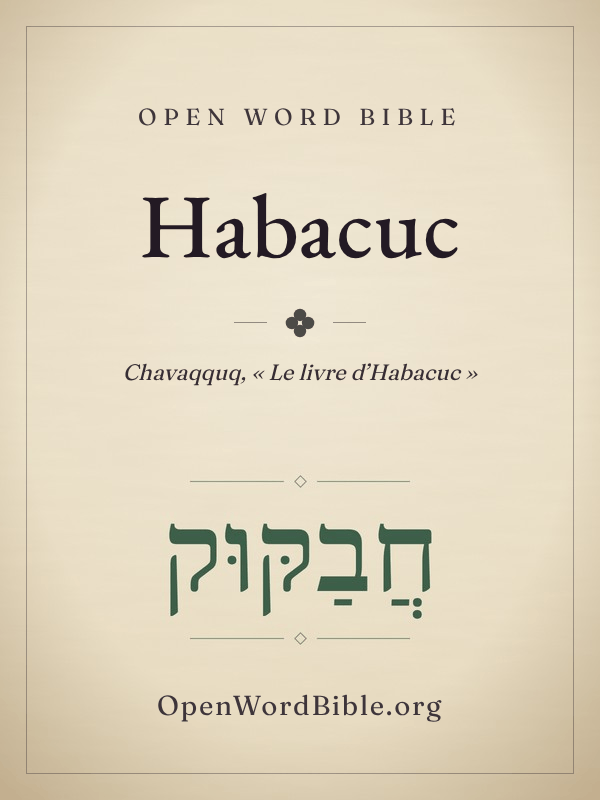 OPEN WORD BIBLE
Habacuc
Chavaqquq, « Le livre d’Habacuc »
חֲבַקּוּק
OpenWordBible.org